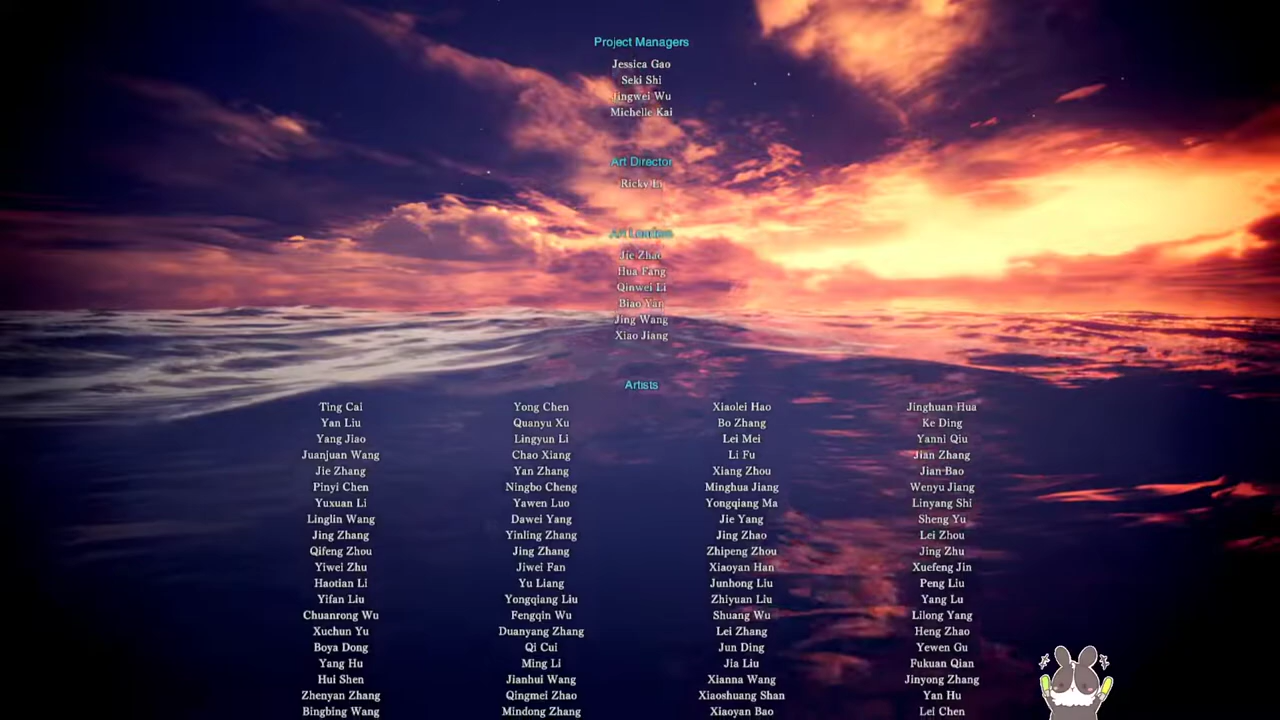 Project Managers
Jessica Gao
Seki Shi
Jingwei Wu
Michelle Kai
Art Director
Ricky Li
Art Leaders
Jie Zhao
Hua Fang
Qinwei Li
Biao Yan
Jing Wang
Xiao Jiang
Artists
Ting Cai Yong Chen Xiaolei Hao Jinghuan Hua
Yan Liu Quanyu Xu Bo Zhang Ke Ding
Yang Jiao Lingyun Li Lei Mei Yanni Qiu
Juanjuan Wang Chao Xiang Li Fu Jian Zhang
Jie Zhang Yan Zhang Xiang Zhou Jian Bao
Pinyi Chen Ningbo Cheng Minghua Jiang Wenyu Jiang
Yuxuan Li Yawen Luo Yongqiang Ma Linyang Shi
Linglin Wang Dawei Yang Jie Yang Sheng Yu
Jing Zhang Yinling Zhang Jing Zhao Lei Zhou
Qifeng Zhou Jing Zhang Zhipeng Zhou Jing Zhu
Yiwei Zhu Jiwei Fan Xiaoyan Han Xuefeng Jin
Haotian Li Yu Liang Junhong Liu Peng Liu
Yifan Liu Yongqiang Liu Zhiyuan Liu Yang Lu
Chuanrong Wu Fengqin Wu Shuang Wu Lilong Yang
Xuchun Yu Duanyang Zhang Lei Zhang Heng Zhao
Boya Dong Qi Cui Jun Ding Yewen Gu
Yang Hu Ming Li Jia Liu Fukuan Qian
Hui Shen Jianhui Wang Xianna Wang Jinyong Zhang
Zhenyan Zhang Qingmei Zhao Xiaoshuang Shan Yan Hu
Bingbing Wang Mindong Zhang Xiaoyan Bao Lei Chen